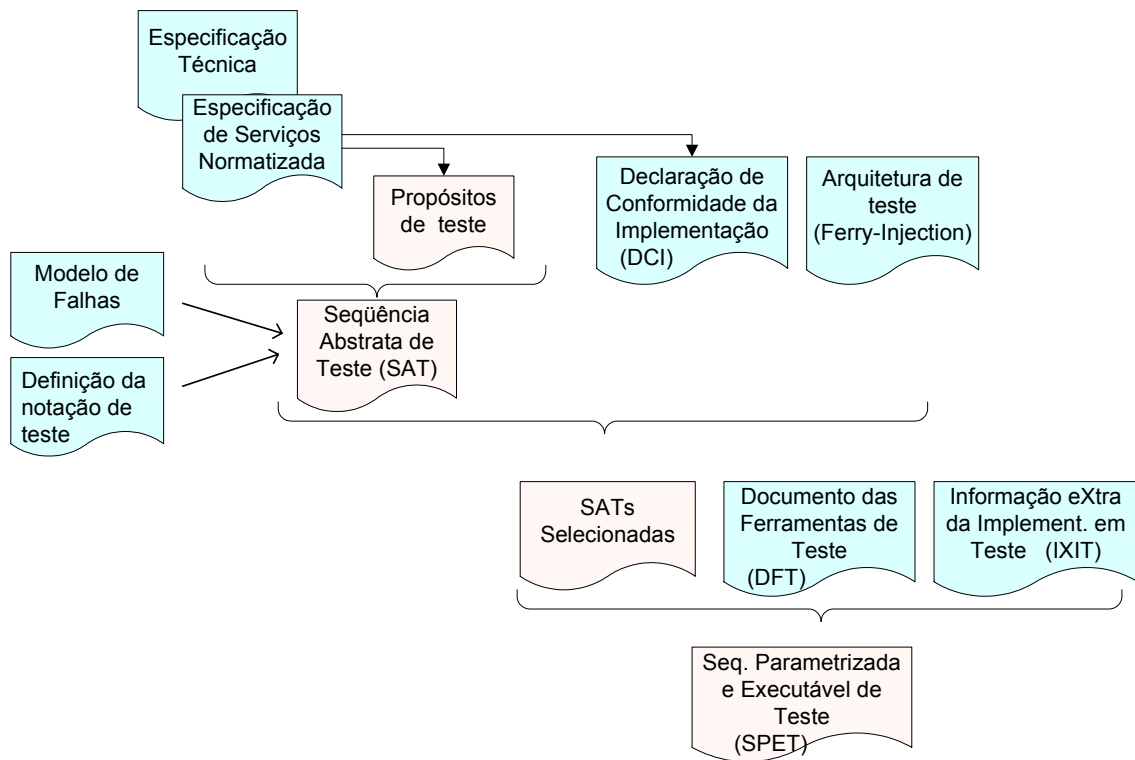 Especificação
Técnica
Especificação
de Serviços
Normatizada
Propósitos
de teste
Declaração de
Conformidade da
Implementação
(DCI)
Arquitetura de
teste
(Ferry-Injection)
Modelo de
Falhas
Seqüência
Abstrata de
Teste (SAT)
Definição da
notação de
teste
SATs
Selecionadas
Documento das
Ferramentas de
Teste
(DFT)
Informação eXtra
da Implement. em
Teste (IXIT)
Seq. Parametrizada
e Executável de
Teste
(SPET)